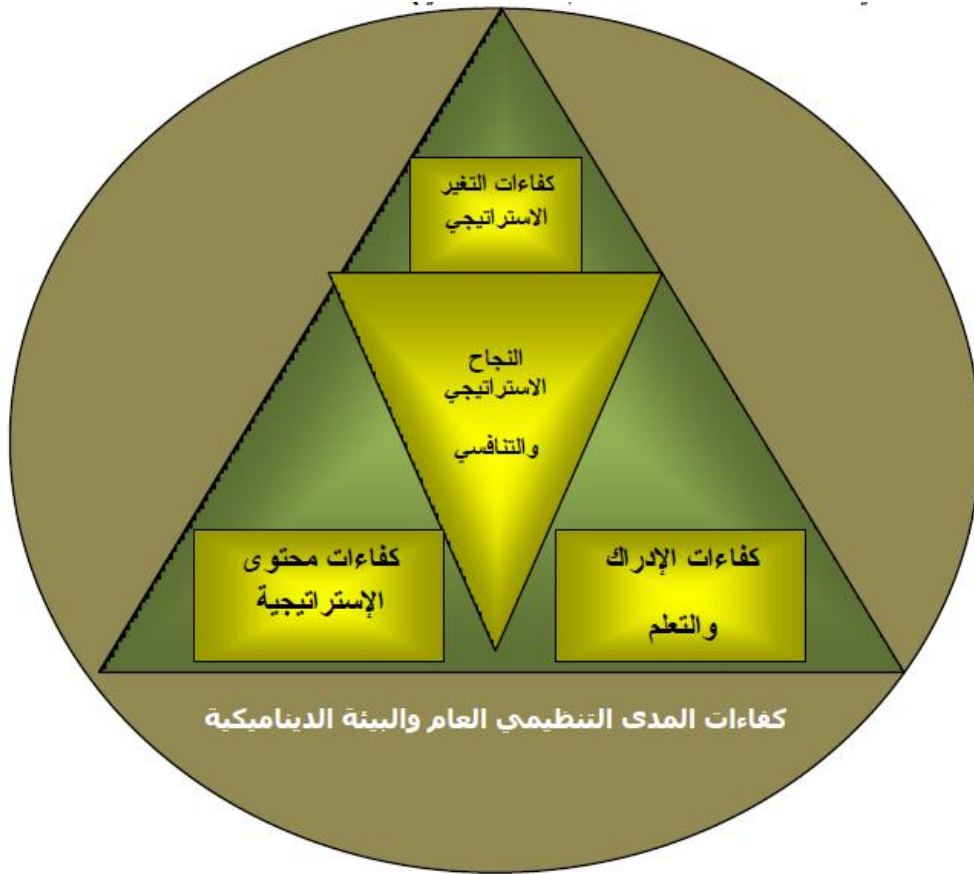 كفاءات التغير
الاستراتيجي
النجاح
الاستراتيجي
والتنافسي
كفاءات الإدراك
والتعلم
كفاءات محتوى
الإستراتيجية
كفاءات المدى التنظيمي العام والبيئة الديناميكية